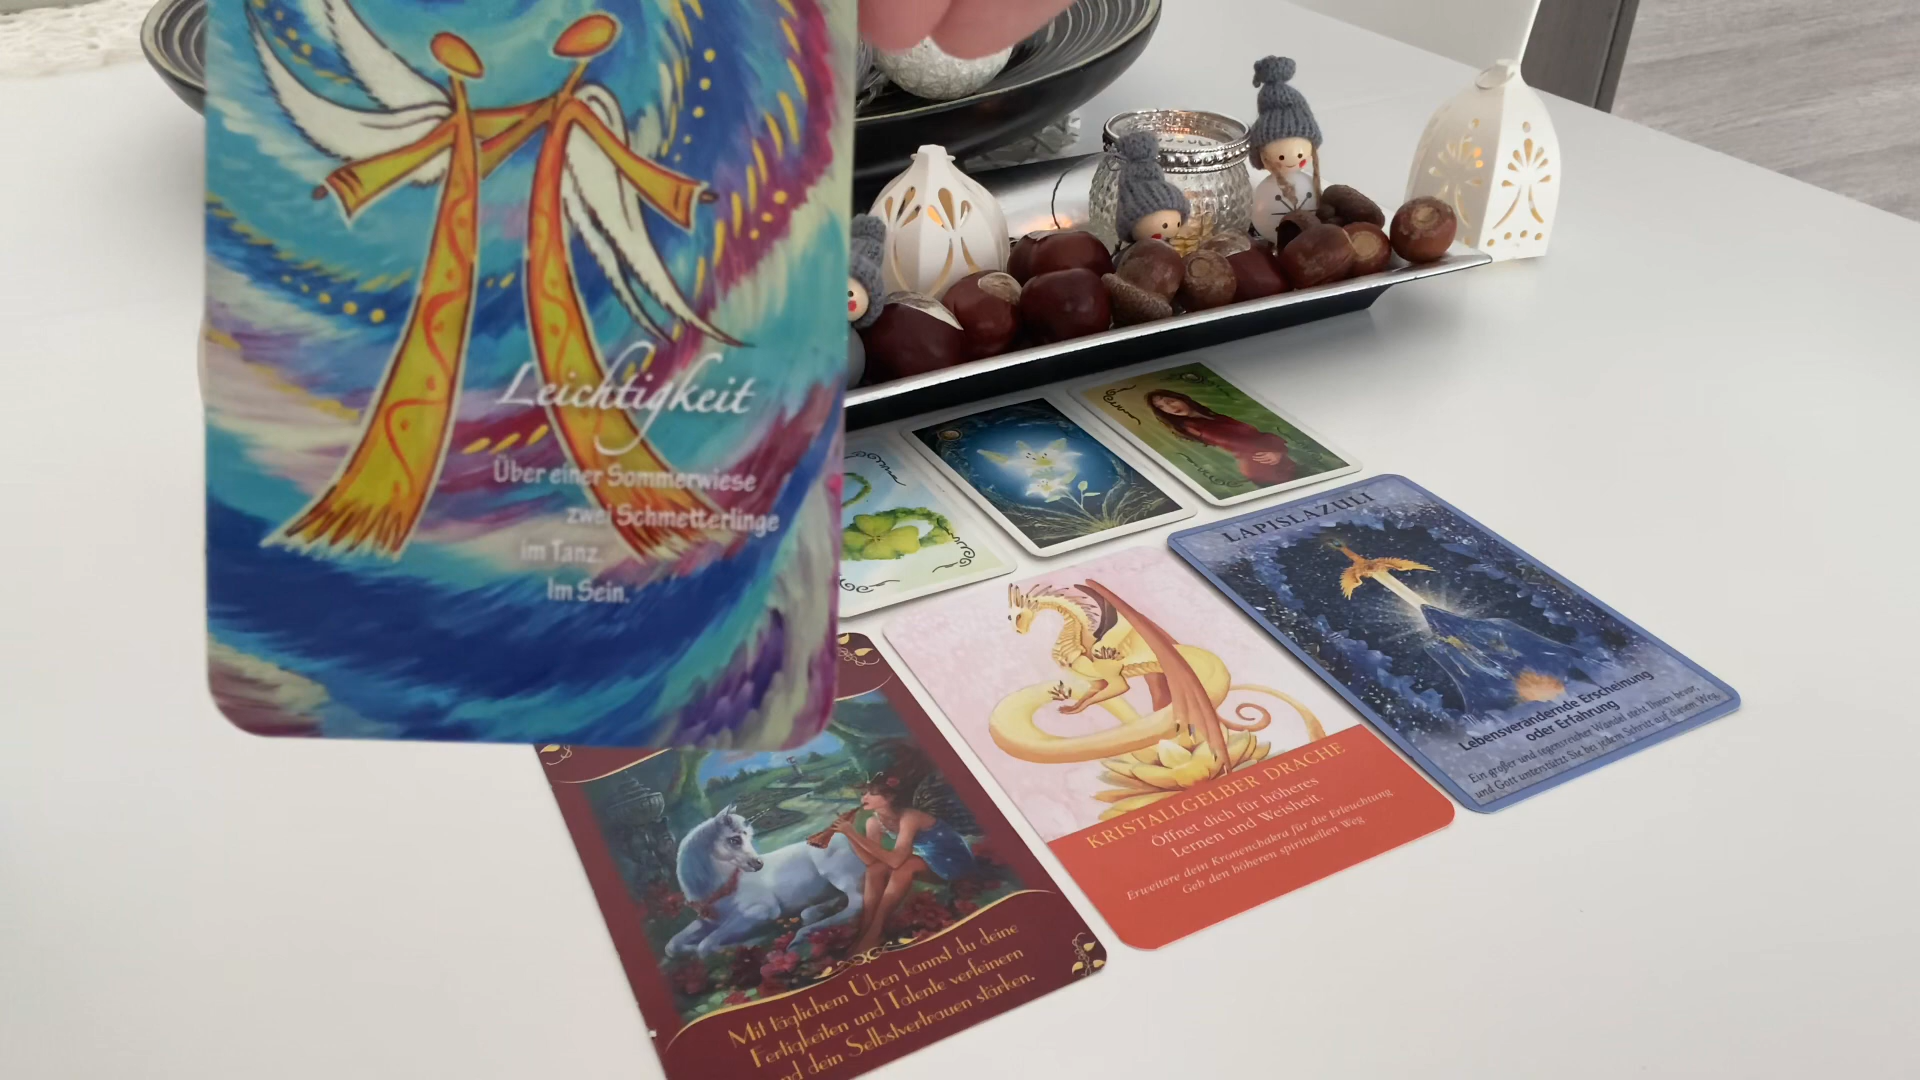 Leichtigkeit
Über einer Sommerwiese
zwei Schmetterlinge
im Tanz.
Im Sein.
LAPISLAZULI
Lebensverändernde Erscheinung
oder Erfahrung
Ein großer und segensreicher Wandel steht Ihnen bevor,
und Gott unterstützt Sie bei jedem Schritt auf diesem Weg.
KRISTALLGELBER DRACHE
Öffnet dich für höheres
Lernen und Weisheit.
Erweitere dein Kronenchakra für die Erleuchtung
Geh den höheren spirituellen Weg
Mit täglichem Üben kannst du deine
Fertigkeiten und Talente verfeinern
und dein Selbstvertrauen stärken.